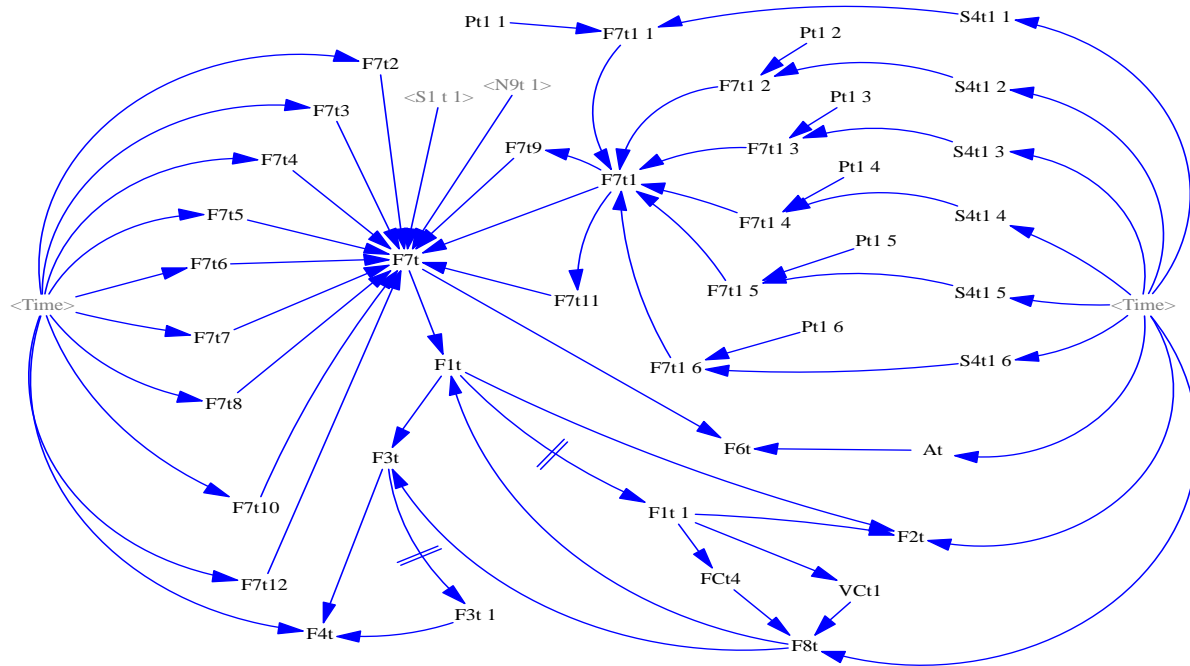 Pt1 1
S4t1 1
F7t1 1
Pt1 2
F7t2
F7t1 2
S4t1 2
<N9t 1>
<S1 t 1>
Pt1 3
F7t3
F7t9
F7t1 3
S4t1 3
F7t4
Pt1 4
F7t1
F7t5
F7t1 4
S4t1 4
Pt1 5
F7t
F7t6
F7t1 5
S4t1 5
F7t11
<Time>
<Time>
Pt1 6
F7t7
F1t
F7t1 6
S4t1 6
F7t8
F6t
At
F3t
F7t10
F1t 1
F2t
FCt4
F7t12
VCt1
F3t 1
F4t
F8t